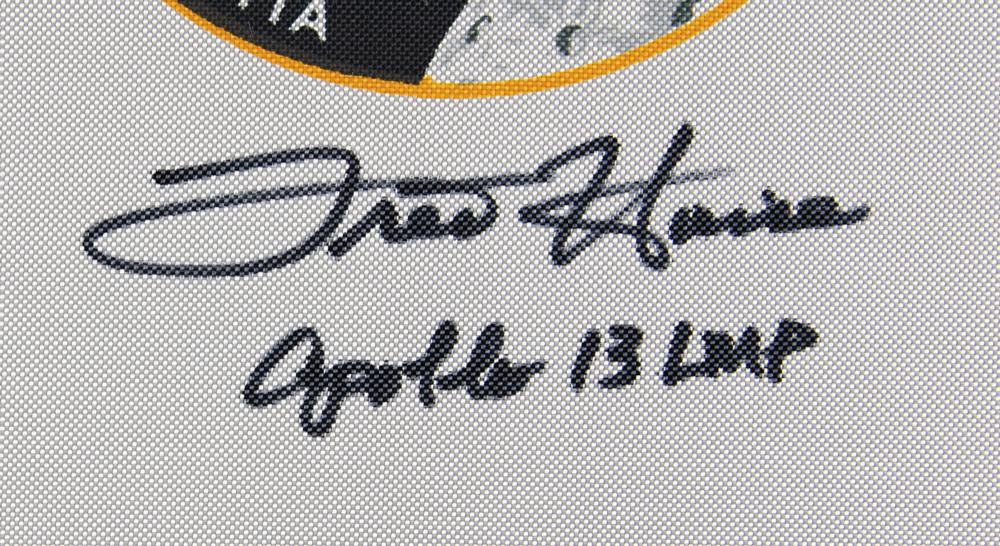 Fred Haise
Apollo 13 LMP